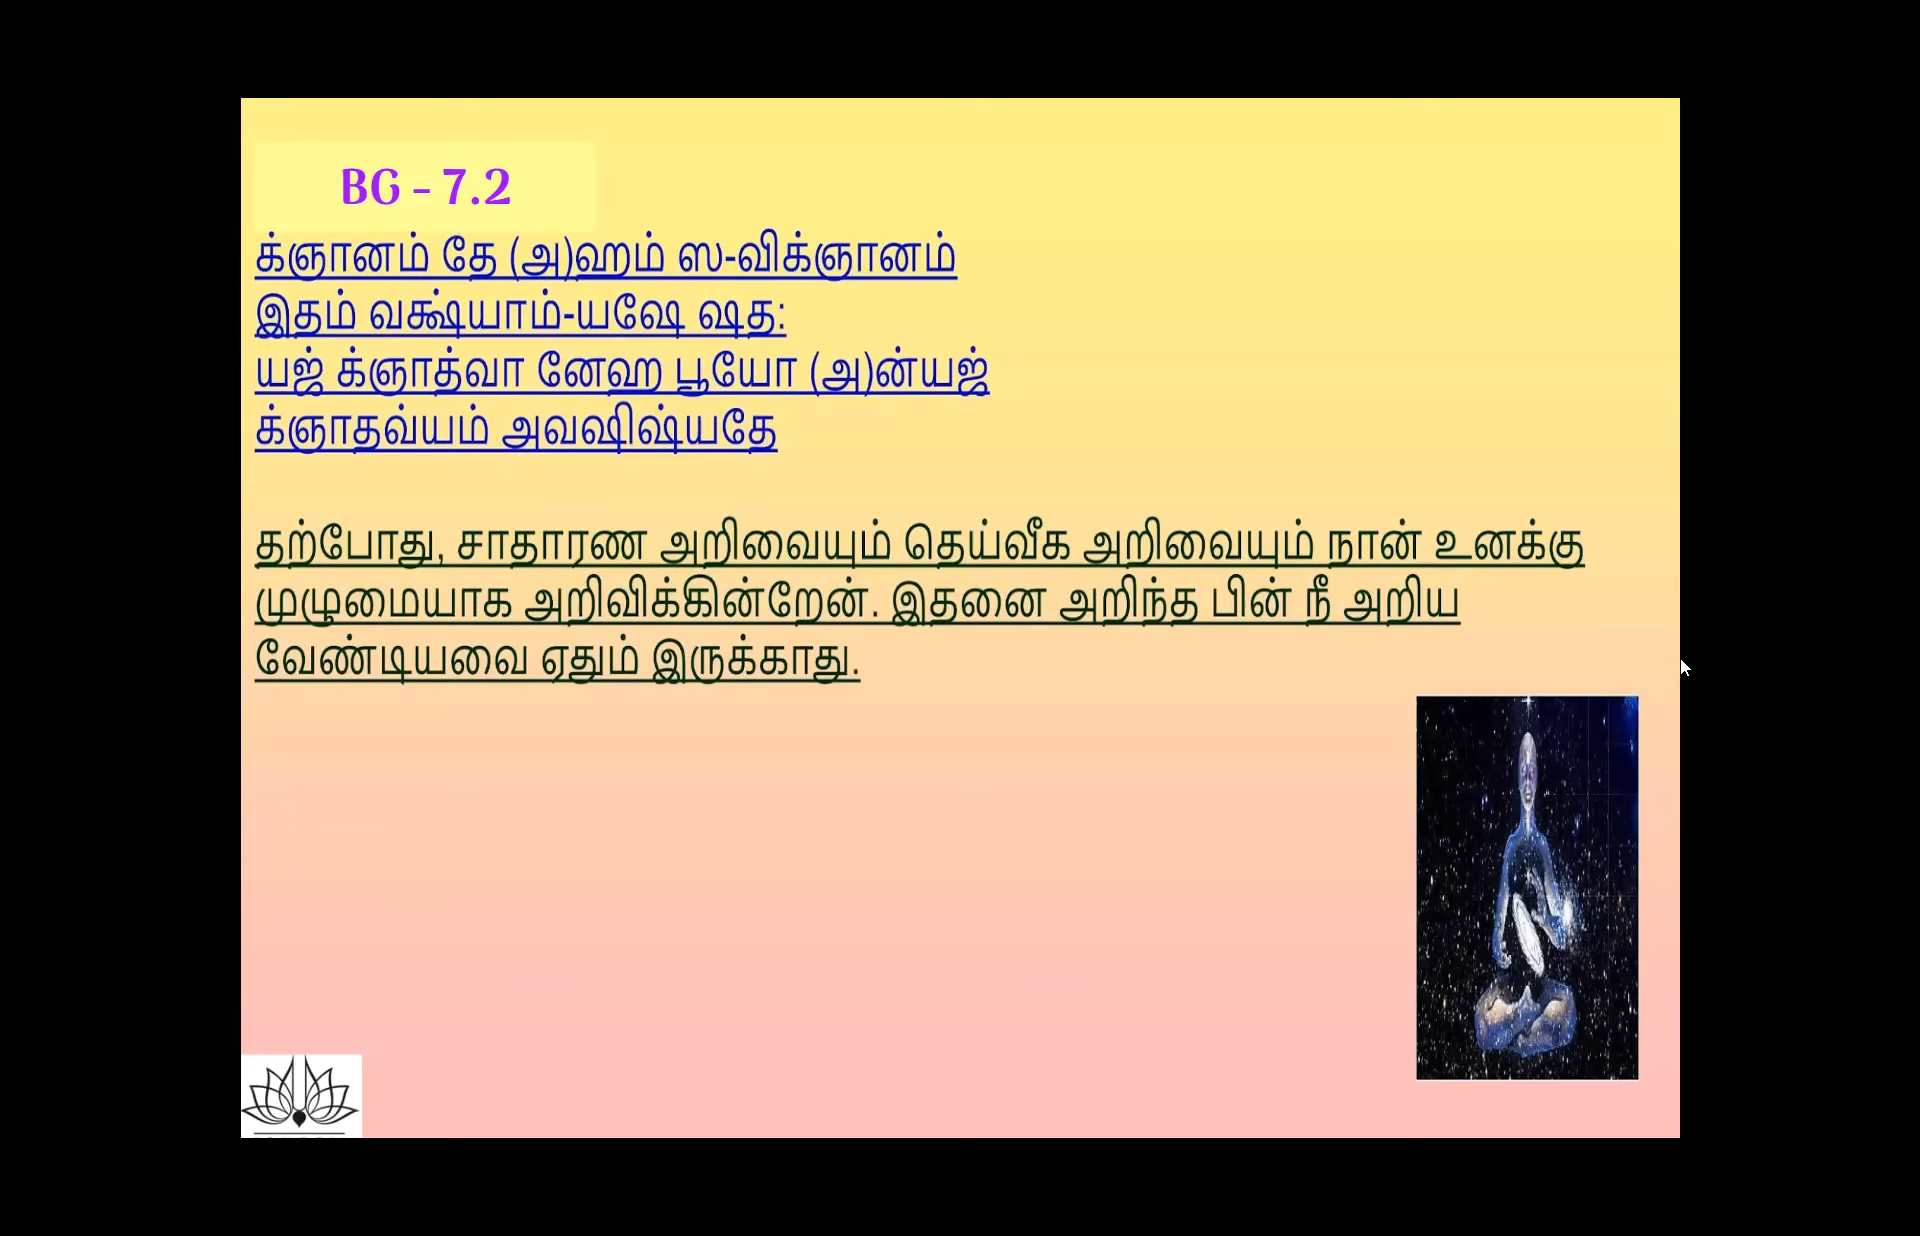 BG - 7.2
க்ஞானம் தே (அ)ஹம் ஸ-விக்ஞானம்
இதம் வக்ஷ்யாம்-யஷே ஷத:
யஜ் க்ஞாத்வா னேஹ பூயோ (அ)ன்யஜ்
க்ஞாதவ்யம் அவஷிஷ்யதே
தற்போது, சாதாரண அறிவையும் தெய்வீக அறிவையும் நான் உனக்கு
முழுமையாக அறிவிக்கின்றேன். இதனை அறிந்த பின் நீ அறிய
வேண்டியவை ஏதும் இருக்காது.